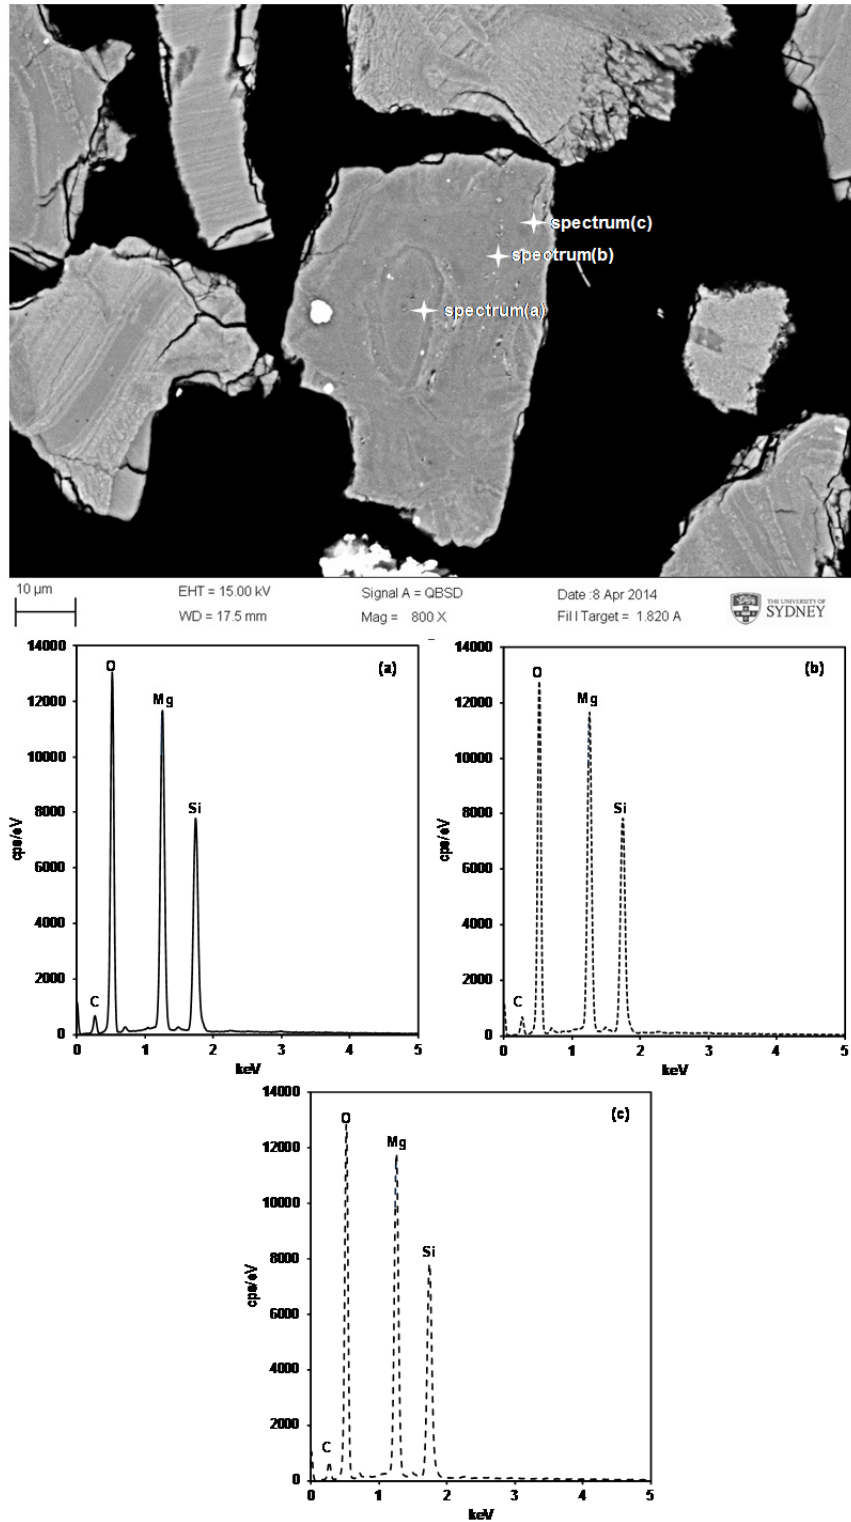 spectrum(c)
spectrum(b)
spectrum(a)
10 µm
EHT = 15.00 kV
Signal A = QBSD
Date :8 Apr 2014
WD = 17.5 mm
Mag = 800 X
Fil I Target = 1.820 A
THE UNIVERSITY OF
SYDNEY
(a)
14000
12000
10000
8000
6000
4000
2000
0
cps/eV
O
Mg
Si
C
0 1 2 3 4 5
keV
(b)
14000
12000
10000
8000
6000
4000
2000
0
cps/eV
O
Mg
Si
C
0 1 2 3 4 5
keV
(c)
14000
12000
10000
8000
6000
4000
2000
0
cps/eV
O
Mg
Si
C
0 1 2 3 4 5
keV